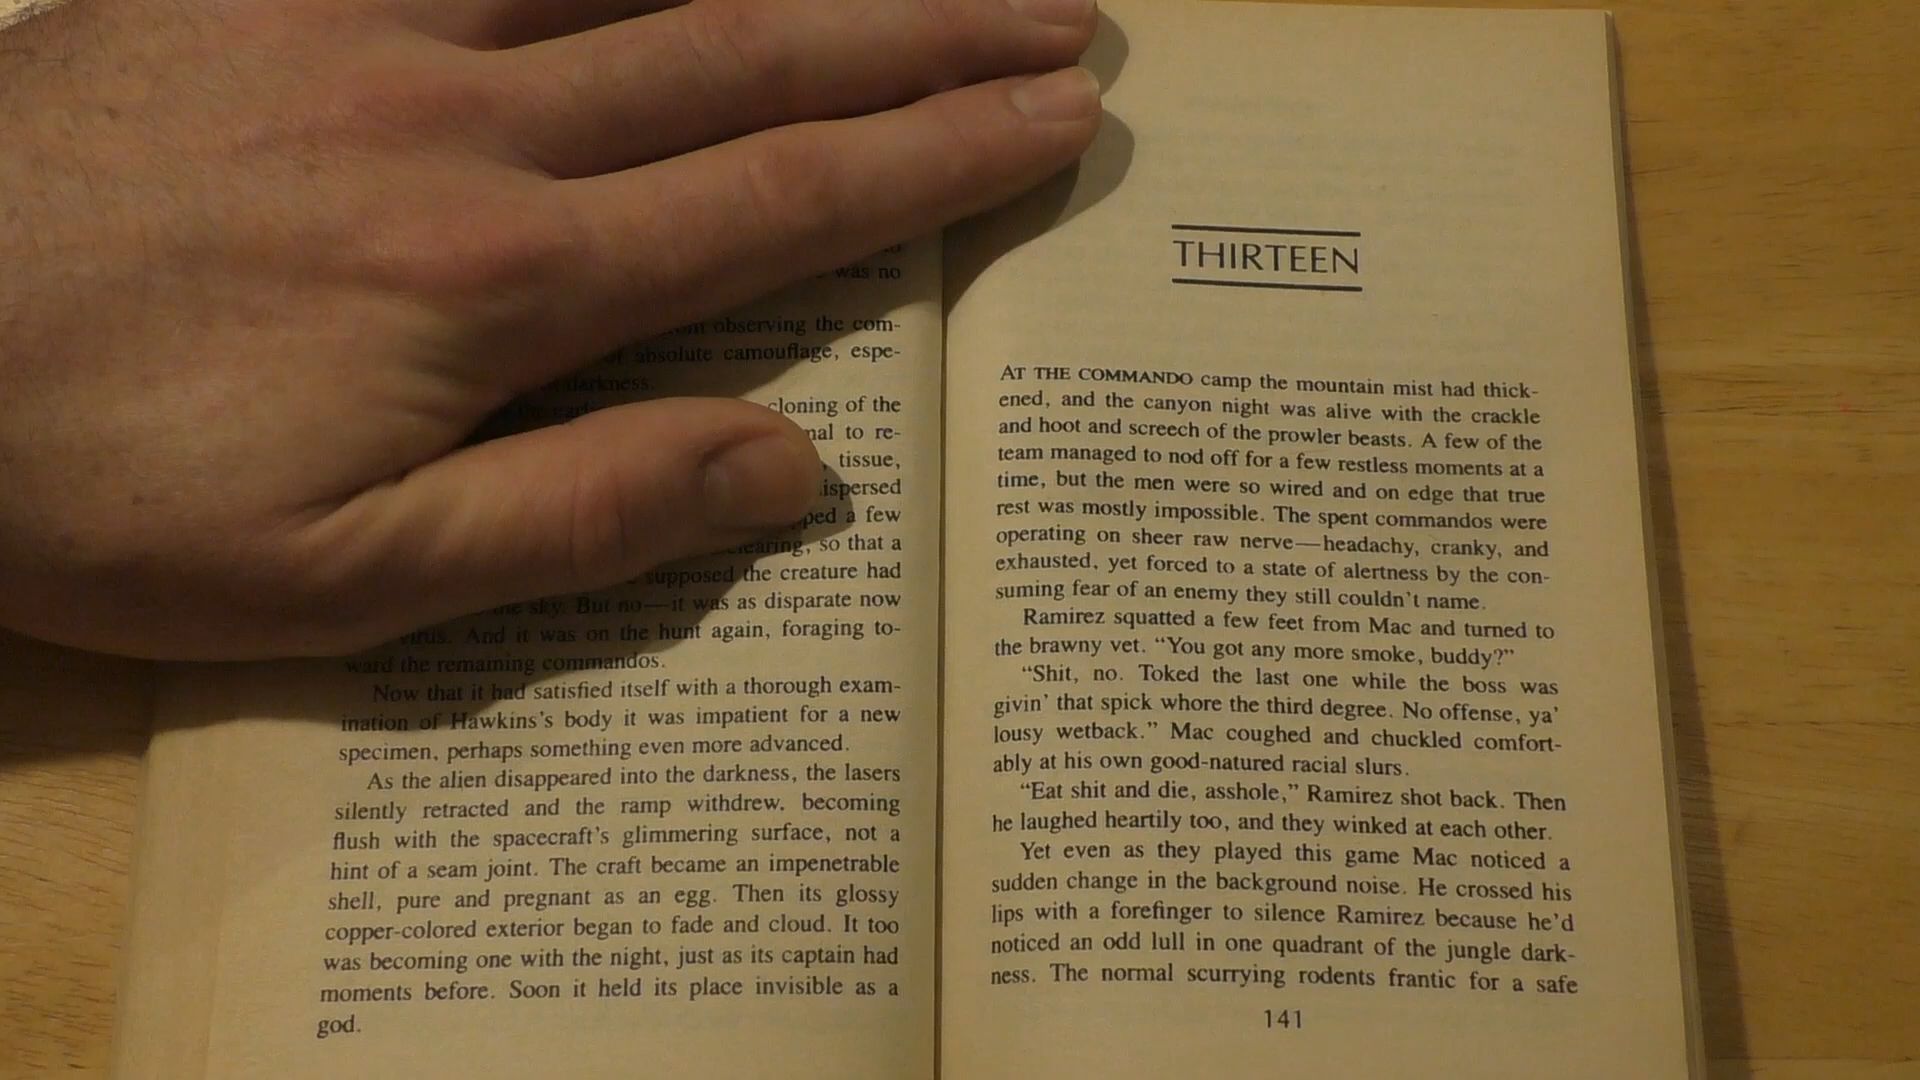 was no
observing the com-
absolute camouflage, espe-
darkness.
cloning of the
to re-
tissue,
a few
so that a
supposed the creature had
the sky. But no—it was as disparate now
virus. And it was on the hunt again, foraging to-
ward the remaining commandos.
Now that it had satisfied itself with a thorough exam-
ination of Hawkins's body it was impatient for a new
specimen, perhaps something even more advanced.
As the alien disappeared into the darkness, the lasers
silently retracted and the ramp withdrew. becoming
flush with the spacecraft's glimmering surface, not a
hint of a seam joint. The craft became an impenetrable
shell, pure and pregnant as an egg. Then its glossy
copper-colored exterior began to fade and cloud. It too
was becoming one with the night, just as its captain had
moments before. Soon it held its place invisible as a
god.
THIRTEEN
AT THE COMMANDO camp the mountain mist had thick-
ened, and the canyon night was alive with the crackle
and hoot and screech of the prowler beasts. A few of the
team managed to nod off for a few restless moments at a
time, but the men were so wired and on edge that true
rest was mostly impossible. The spent commandos were
operating on sheer raw nerve—headachy, cranky, and
exhausted, yet forced to a state of alertness by the con-
suming fear of an enemy they still couldn't name.
Ramirez squatted a few feet from Mac and turned to
the brawny vet. “You got any more smoke, buddy?”
“Shit, no. Toked the last one while the boss was
givin' that spick whore the third degree. No offense, ya'
lousy wetback.” Mac coughed and chuckled comfort-
ably at his own good-natured racial slurs.
“Eat shit and die, asshole,” Ramirez shot back. Then
he laughed heartily too, and they winked at each other.
Yet even as they played this game Mac noticed a
sudden change in the background noise. He crossed his
lips with a forefinger to silence Ramirez because he'd
noticed an odd lull in one quadrant of the jungle dark-
ness. The normal scurrying rodents frantic for a safe
141